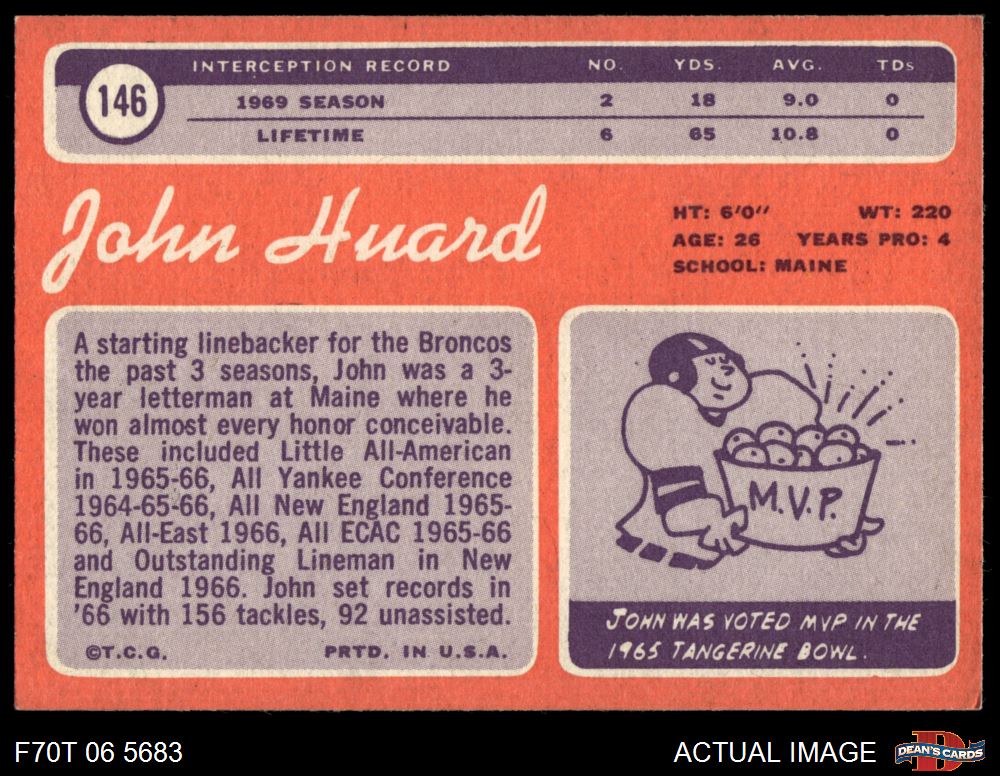 146
INTERCEPTION RECORD NO. YDS. AVG. TDs
1969 SEASON 2 18 9.0 0
LIFETIME 6 65 10.8 0
John Huard
HT: 6'0" WT: 220
AGE: 26 YEARS PRO: 4
SCHOOL: MAINE
A starting linebacker for the Broncos
the past 3 seasons, John was a 3-
year letterman at Maine where he
won almost every honor conceivable.
These included Little All-American
in 1965-66, All Yankee Conference
1964-65-66, All New England 1965-
66, All-East 1966, All ECAC 1965-66
and Outstanding Lineman in New
England 1966. John set records in
'66 with 156 tackles, 92 unassisted.
©T.C.G. PRTD. IN U.S.A.
M.V.P.
JOHN WAS VOTED MVP IN THE
1965 TANGERINE BOWL.
F70T 06 5683
ACTUAL IMAGE
DEAN'S CARDS